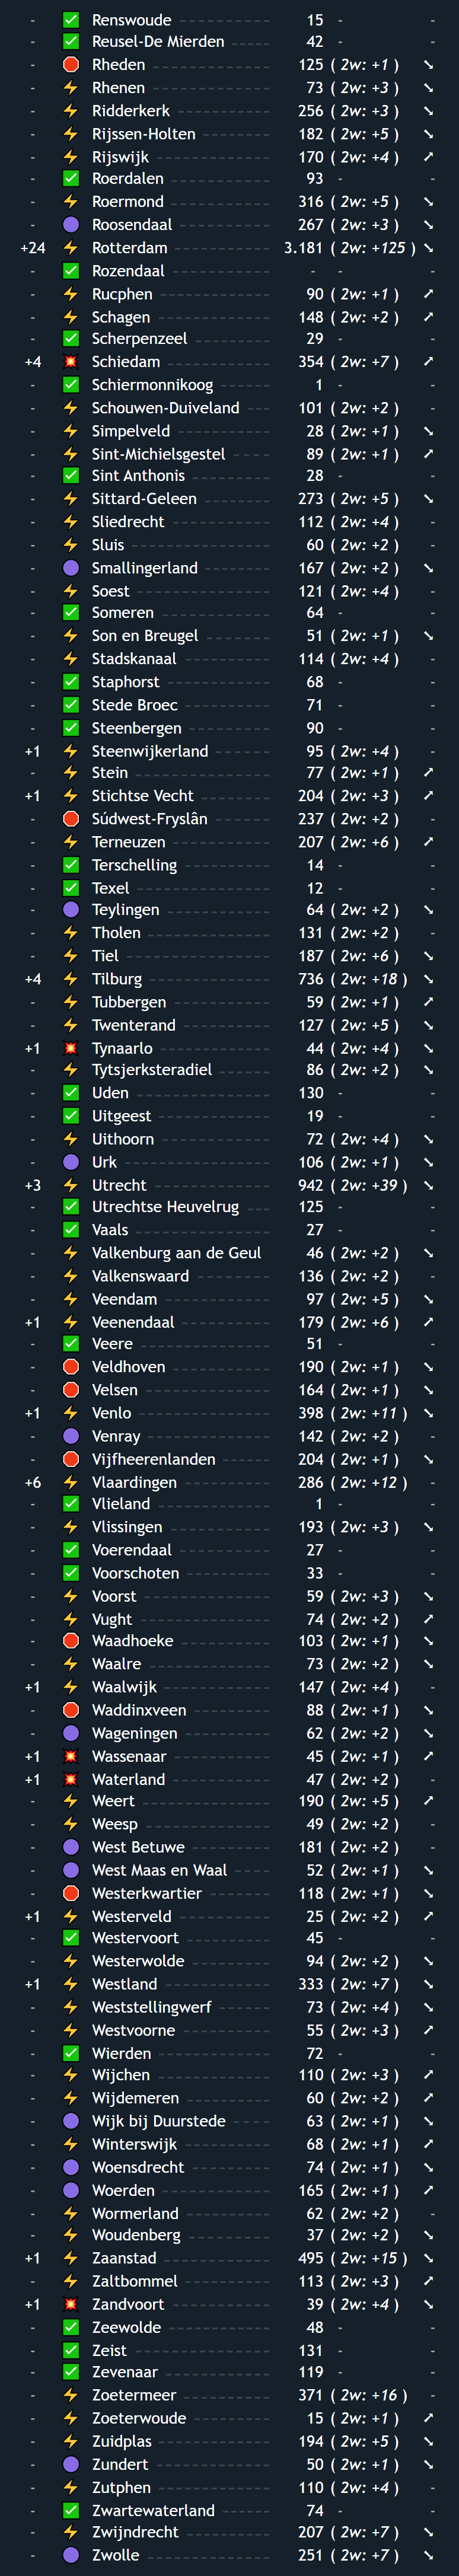 - ✅ Renswoude 15 - -
- ✅ Reusel-De Mierden 42 - -
- 🛑 Rheden 125 ( 2w: +1 ) ➘
- ⚡ Rhenen 73 ( 2w: +3 ) ➘
- ⚡ Ridderkerk 256 ( 2w: +3 ) ➘
- ⚡ Rijssen-Holten 182 ( 2w: +5 ) ➘
- ⚡ Rijswijk 170 ( 2w: +4 ) ➚
- ✅ Roerdalen 93 - -
- ⚡ Roermond 316 ( 2w: +5 ) ➘
- 🟣 Roosendaal 267 ( 2w: +3 ) ➘
+24 ⚡ Rotterdam 3.181 ( 2w: +125 ) ➘
- ✅ Rozendaal - - -
- ⚡ Rucphen 90 ( 2w: +1 ) ➚
- ⚡ Schagen 148 ( 2w: +2 ) ➚
- ✅ Scherpenzeel 29 - -
+4 💥 Schiedam 354 ( 2w: +7 ) ➚
- ✅ Schiermonnikoog 1 - -
- ⚡ Schouwen-Duiveland 101 ( 2w: +2 ) -
- ⚡ Simpelveld 28 ( 2w: +1 ) ➘
- ⚡ Sint-Michielsgestel 89 ( 2w: +1 ) ➚
- ✅ Sint Anthonis 28 - -
- ⚡ Sittard-Geleen 273 ( 2w: +5 ) ➘
- ⚡ Sliedrecht 112 ( 2w: +4 ) -
- ⚡ Sluis 60 ( 2w: +2 ) -
- 🟣 Smallingerland 167 ( 2w: +2 ) ➘
- ⚡ Soest 121 ( 2w: +4 ) -
- ✅ Someren 64 - -
- ⚡ Son en Breugel 51 ( 2w: +1 ) ➘
- ⚡ Stadskanaal 114 ( 2w: +4 ) -
- ✅ Staphorst 68 - -
- ✅ Stede Broec 71 - -
- ✅ Steenbergen 90 - -
+1 ⚡ Steenwijkerland 95 ( 2w: +4 ) -
- ⚡ Stein 77 ( 2w: +1 ) ➚
+1 ⚡ Stichtse Vecht 204 ( 2w: +3 ) ➚
- 🛑 Súdwest-Fryslân 237 ( 2w: +2 ) -
- ⚡ Terneuzen 207 ( 2w: +6 ) ➚
- ✅ Terschelling 14 - -
- ✅ Texel 12 - -
- 🟣 Teylingen 64 ( 2w: +2 ) ➘
- ⚡ Tholen 131 ( 2w: +2 ) -
- ⚡ Tiel 187 ( 2w: +6 ) ➘
+4 ⚡ Tilburg 736 ( 2w: +18 ) ➘
- ⚡ Tubbergen 59 ( 2w: +1 ) ➚
- ⚡ Twenterand 127 ( 2w: +5 ) ➘
+1 💥 Tynaarlo 44 ( 2w: +4 ) ➘
- ⚡ Tytsjerksteradiel 86 ( 2w: +2 ) ➘
- ✅ Uden 130 - -
- ✅ Uitgeest 19 - -
- ⚡ Uithoorn 72 ( 2w: +4 ) ➘
- 🟣 Urk 106 ( 2w: +1 ) ➘
+3 ⚡ Utrecht 942 ( 2w: +39 ) ➘
- ✅ Utrechtse Heuvelrug 125 - -
- ✅ Vaals 27 - -
- ⚡ Valkenburg aan de Geul 46 ( 2w: +2 ) ➘
- ⚡ Valkenswaard 136 ( 2w: +2 ) -
- ⚡ Veendam 97 ( 2w: +5 ) ➘
+1 ⚡ Veenendaal 179 ( 2w: +6 ) ➚
- ✅ Veere 51 - -
- 🛑 Veldhoven 190 ( 2w: +1 ) ➘
- 🛑 Velsen 164 ( 2w: +1 ) ➘
+1 ⚡ Venlo 398 ( 2w: +11 ) ➘
- 🟣 Venray 142 ( 2w: +2 ) -
- 🛑 Vijfheerenlanden 204 ( 2w: +1 ) ➘
+6 ⚡ Vlaardingen 286 ( 2w: +12 ) -
- ✅ Vlieland 1 - -
- ⚡ Vlissingen 193 ( 2w: +3 ) ➘
- ✅ Voerendaal 27 - -
- ✅ Voorschoten 33 - -
- ⚡ Voorst 59 ( 2w: +3 ) ➘
- ⚡ Vught 74 ( 2w: +2 ) ➚
- 🛑 Waadhoeke 103 ( 2w: +1 ) ➘
- ⚡ Waalre 73 ( 2w: +2 ) ➘
+1 ⚡ Waalwijk 147 ( 2w: +4 ) -
- 🛑 Waddinxveen 88 ( 2w: +1 ) ➘
- 🟣 Wageningen 62 ( 2w: +2 ) ➘
+1 💥 Wassenaar 45 ( 2w: +1 ) ➚
+1 💥 Waterland 47 ( 2w: +2 ) -
- ⚡ Weert 190 ( 2w: +5 ) ➚
- ⚡ Weesp 49 ( 2w: +2 ) -
- 🟣 West Betuwe 181 ( 2w: +2 ) -
- 🟣 West Maas en Waal 52 ( 2w: +1 ) ➘
- 🛑 Westerkwartier 118 ( 2w: +1 ) ➘
+1 ⚡ Westerveld 25 ( 2w: +2 ) ➚
- ✅ Westervoort 45 - -
- ⚡ Westerwolde 94 ( 2w: +2 ) ➘
+1 ⚡ Westland 333 ( 2w: +7 ) ➘
- ⚡ Weststellingwerf 73 ( 2w: +4 ) ➘
- ⚡ Westvoorne 55 ( 2w: +3 ) ➚
- ✅ Wierden 72 - -
- ⚡ Wijchen 110 ( 2w: +3 ) ➚
- ⚡ Wijdemeren 60 ( 2w: +2 ) ➚
- 🟣 Wijk bij Duurstede 63 ( 2w: +1 ) ➘
- ⚡ Winterswijk 68 ( 2w: +1 ) ➚
- 🟣 Woensdrecht 74 ( 2w: +1 ) ➘
- 🟣 Woerden 165 ( 2w: +1 ) ➚
- ⚡ Wormerland 62 ( 2w: +2 ) -
- ⚡ Woudenberg 37 ( 2w: +2 ) ➘
+1 ⚡ Zaanstad 495 ( 2w: +15 ) ➘
- ⚡ Zaltbommel 113 ( 2w: +3 ) ➚
+1 💥 Zandvoort 39 ( 2w: +4 ) ➘
- ✅ Zeewolde 48 - -
- ✅ Zeist 131 - -
- ✅ Zevenaar 119 - -
- ⚡ Zoetermeer 371 ( 2w: +16 ) -
- ⚡ Zoeterwoude 15 ( 2w: +1 ) ➚
- ⚡ Zuidplas 194 ( 2w: +5 ) ➘
- 🟣 Zundert 50 ( 2w: +1 ) ➘
- ⚡ Zutphen 110 ( 2w: +4 ) -
- ✅ Zwartewaterland 74 - -
- ⚡ Zwijndrecht 207 ( 2w: +7 ) ➘
- 🟣 Zwolle 251 ( 2w: +7 ) ➘